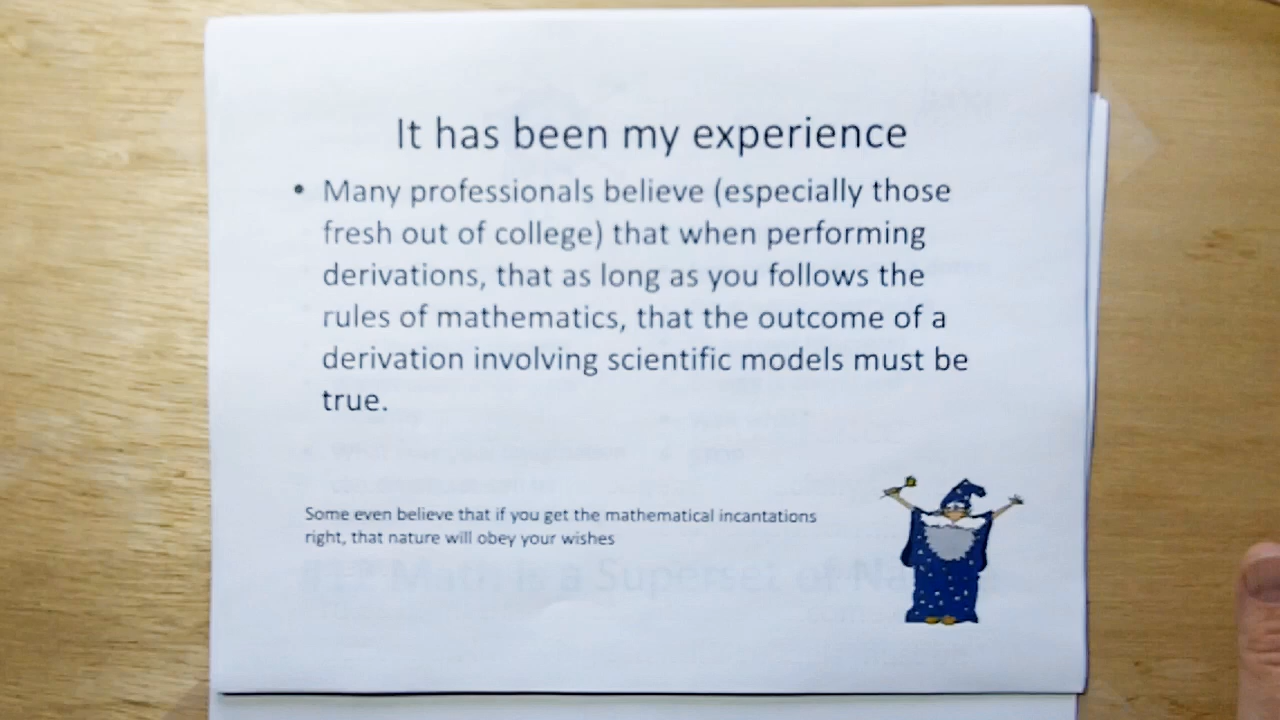 It has been my experience
• Many professionals believe (especially those
fresh out of college) that when performing
derivations, that as long as you follows the
rules of mathematics, that the outcome of a
derivation involving scientific models must be
true.
Some even believe that if you get the mathematical incantations
right, that nature will obey your wishes